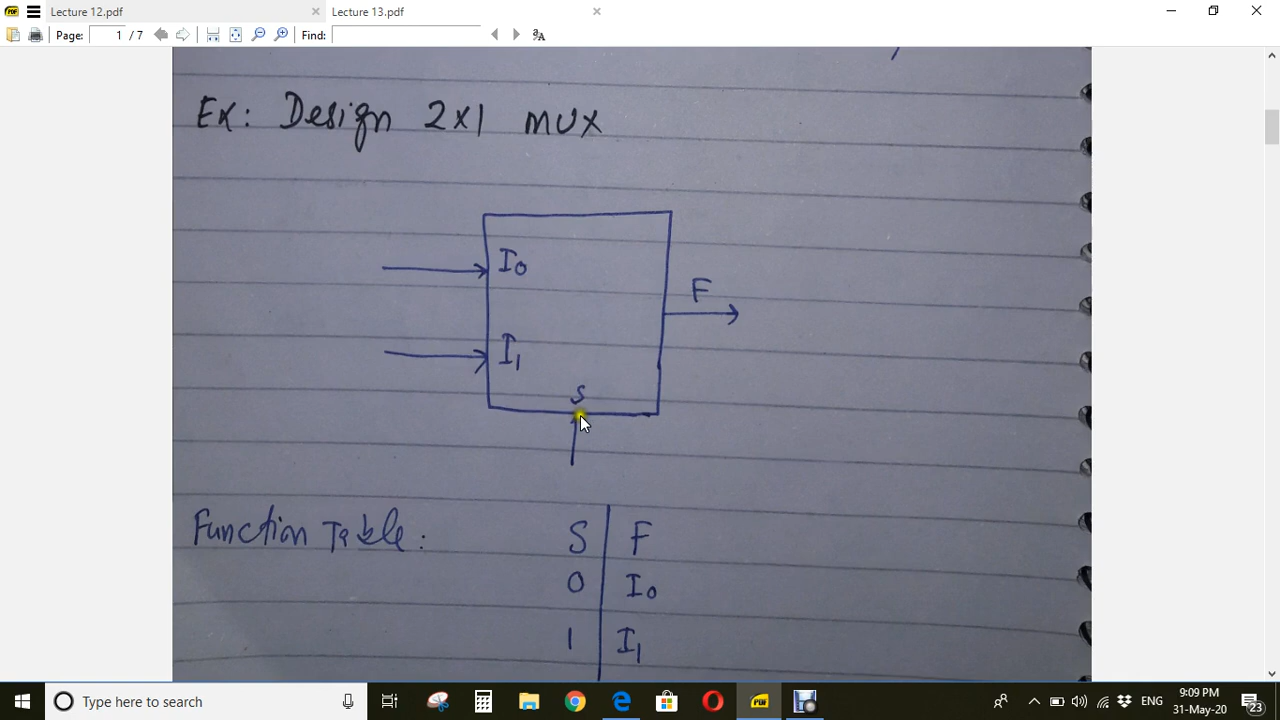 Lecture 12.pdf
Lecture 13.pdf
Page: 1 / 7 Find:
Ex: Design 2x1 MUX
I0
F
I1
S
Function Table:
S F
0 I0
1 I1
Type here to search
ENG
9:09 PM
31-May-20
23